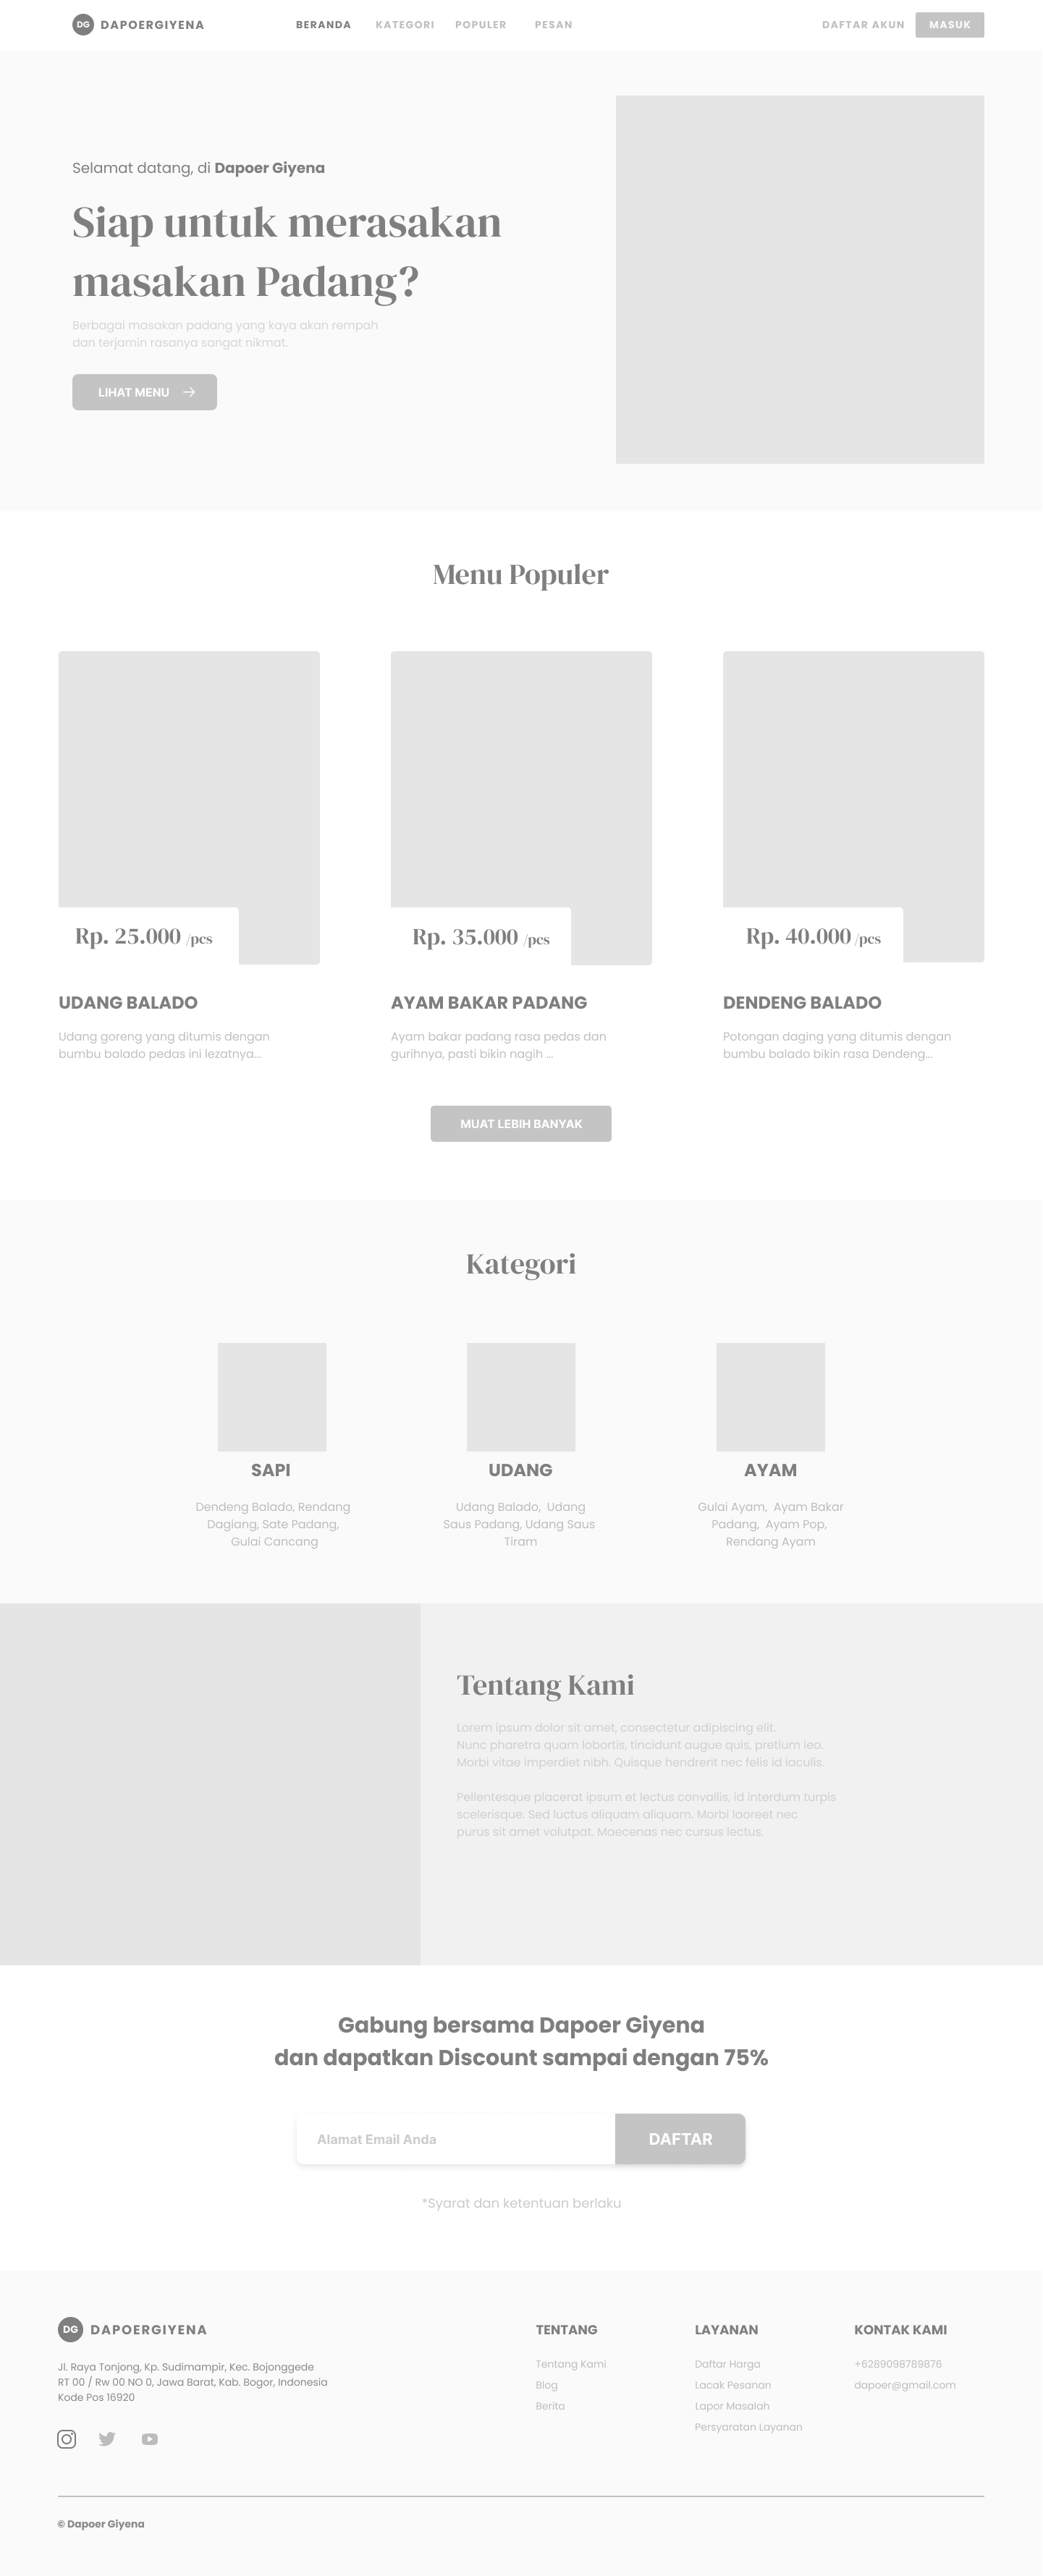 DG DAPOERGIYENA
BERANDA KATEGORI POPULER PESAN
DAFTAR AKUN MASUK
Selamat datang, di Dapoer Giyena
Siap untuk merasakan
masakan Padang?
Berbagai masakan padang yang kaya akan rempah
dan terjamin rasanya sangat nikmat.
LIHAT MENU
Menu Populer
Rp. 25.000 /pcs
UDANG BALADO
Udang goreng yang ditumis dengan
bumbu balado pedas ini lezatnya...
Rp. 35.000 /pcs
AYAM BAKAR PADANG
Ayam bakar padang rasa pedas dan
gurihnya, pasti bikin nagih ...
Rp. 40.000 /pcs
DENDENG BALADO
Potongan daging yang ditumis dengan
bumbu balado bikin rasa Dendeng...
MUAT LEBIH BANYAK
Kategori
SAPI
Dendeng Balado, Rendang
Dagiang, Sate Padang,
Gulai Cancang
UDANG
Udang Balado, Udang
Saus Padang, Udang Saus
Tiram
AYAM
Gulai Ayam, Ayam Bakar
Padang, Ayam Pop,
Rendang Ayam
Tentang Kami
Lorem ipsum dolor sit amet, consectetur adipiscing elit.
Nunc pharetra quam lobortis, tincidunt augue quis, pretium leo.
Morbi vitae imperdiet nibh. Quisque hendrerit nec felis id iaculis.
Pellentesque placerat ipsum et lectus convallis, id interdum turpis
scelerisque. Sed luctus aliquam aliquam. Morbi laoreet nec
purus sit amet volutpat. Maecenas nec cursus lectus.
Gabung bersama Dapoer Giyena
dan dapatkan Discount sampai dengan 75%
Alamat Email Anda
DAFTAR
*Syarat dan ketentuan berlaku
DG DAPOERGIYENA
Jl. Raya Tonjong, Kp. Sudimampir, Kec. Bojonggede
RT 00 / Rw 00 NO 0, Jawa Barat, Kab. Bogor, Indonesia
Kode Pos 16920
TENTANG
Tentang Kami
Blog
Berita
LAYANAN
Daftar Harga
Lacak Pesanan
Lapor Masalah
Persyaratan Layanan
KONTAK KAMI
+6289098789876
dapoer@gmail.com
© Dapoer Giyena